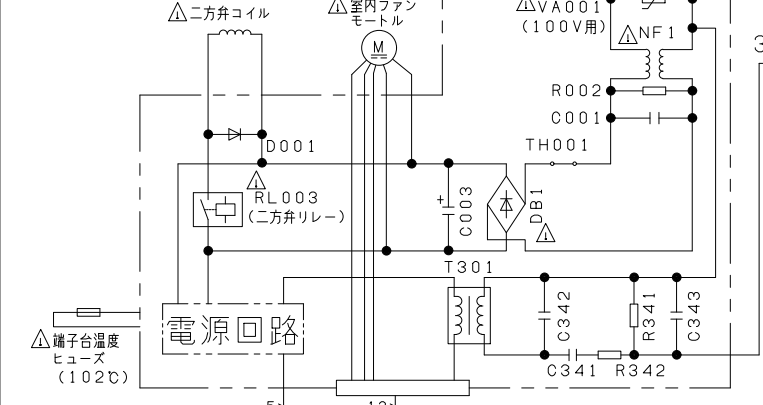 二方弁コイル
室内ファン
モートル
VA001
(100V用)
NF1
M
R002
C001
TH001
D001
RL003
(二方弁リレー)
+
C003
DB1
T301
電源回路
C342
R341
C343
C341
R342
端子台温度
ヒューズ
(102℃)